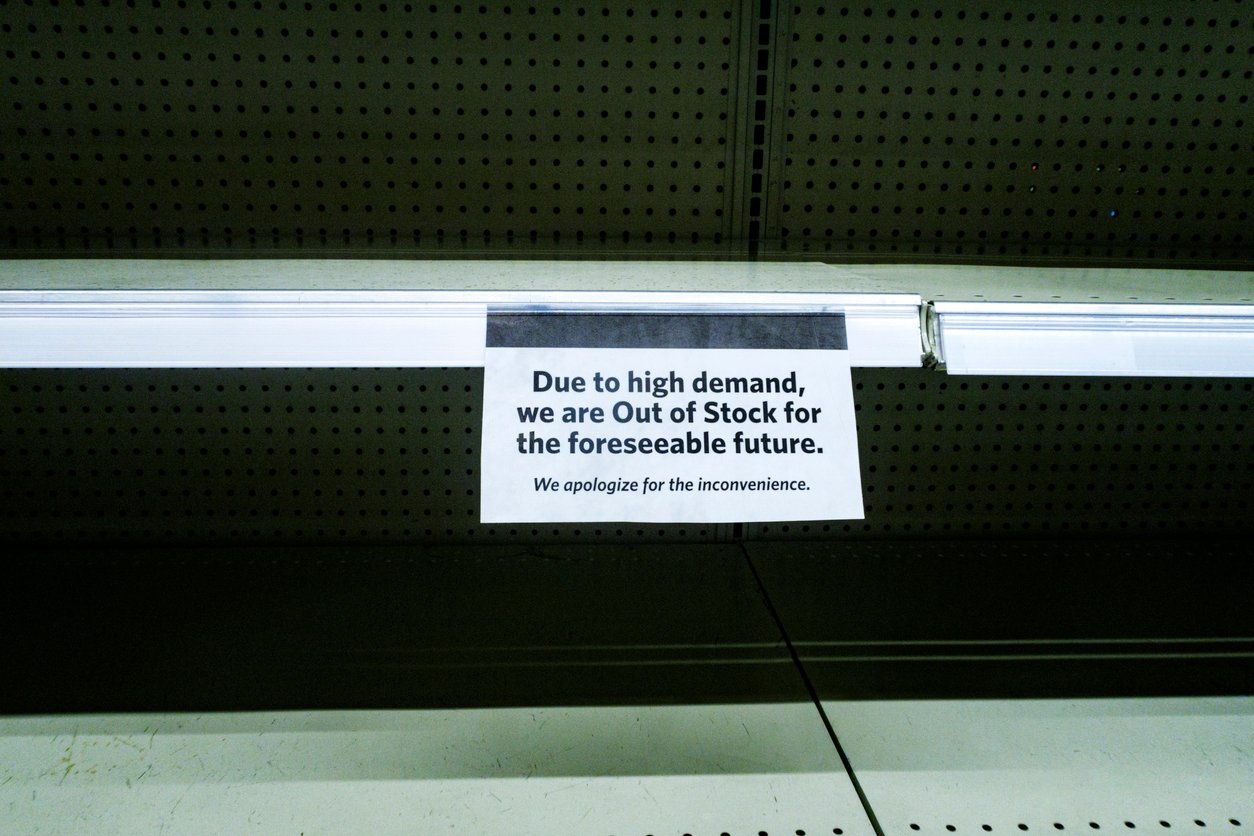 Due to high demand,
we are Out of Stock for
the foreseeable future.
We apologize for the inconvenience.